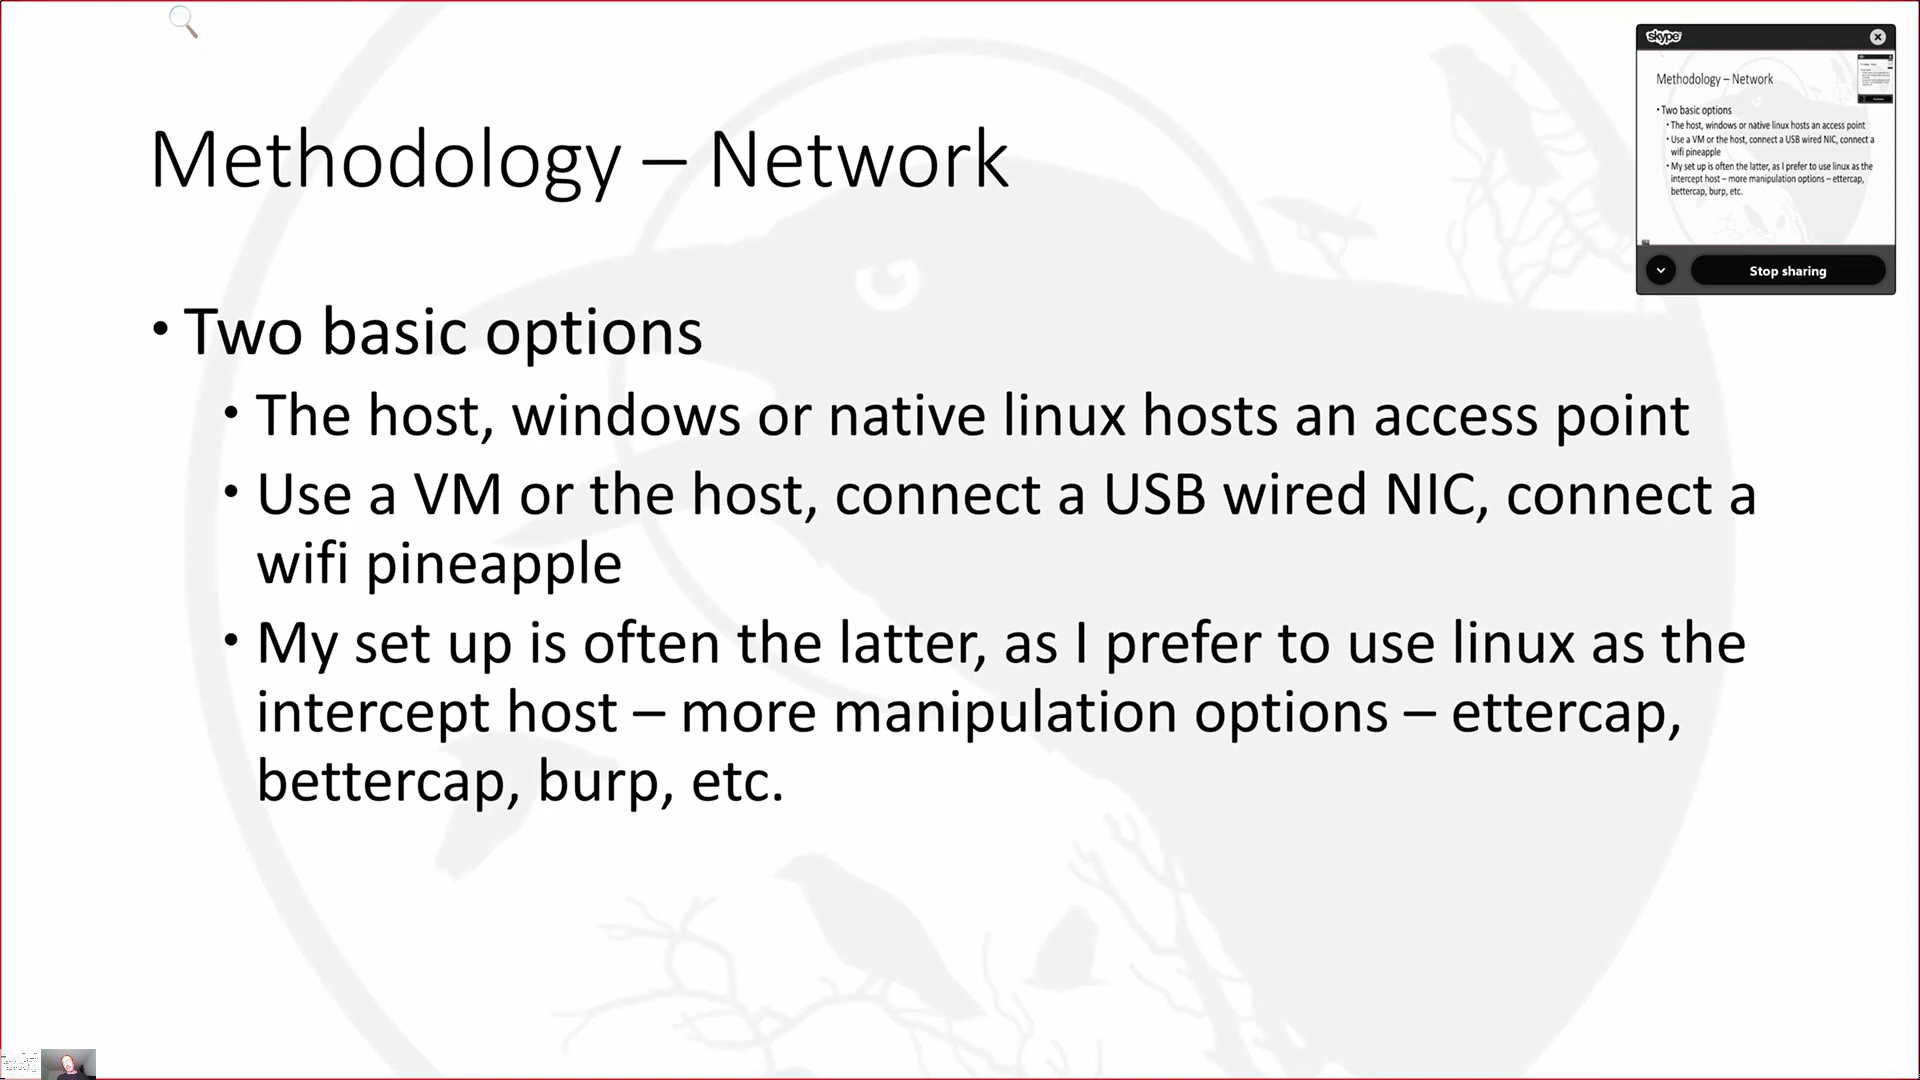 Methodology – Network
• Two basic options
• The host, windows or native linux hosts an access point
• Use a VM or the host, connect a USB wired NIC, connect a
wifi pineapple
• My set up is often the latter, as I prefer to use linux as the
intercept host – more manipulation options – ettercap,
bettercap, burp, etc.
skype
Methodology – Network
• Two basic options
• The host, windows or native linux hosts an access point
• Use a VM or the host, connect a USB wired NIC, connect a
wifi pineapple
• My set up is often the latter, as I prefer to use linux as the
intercept host – more manipulation options – ettercap,
bettercap, burp, etc.
Stop sharing